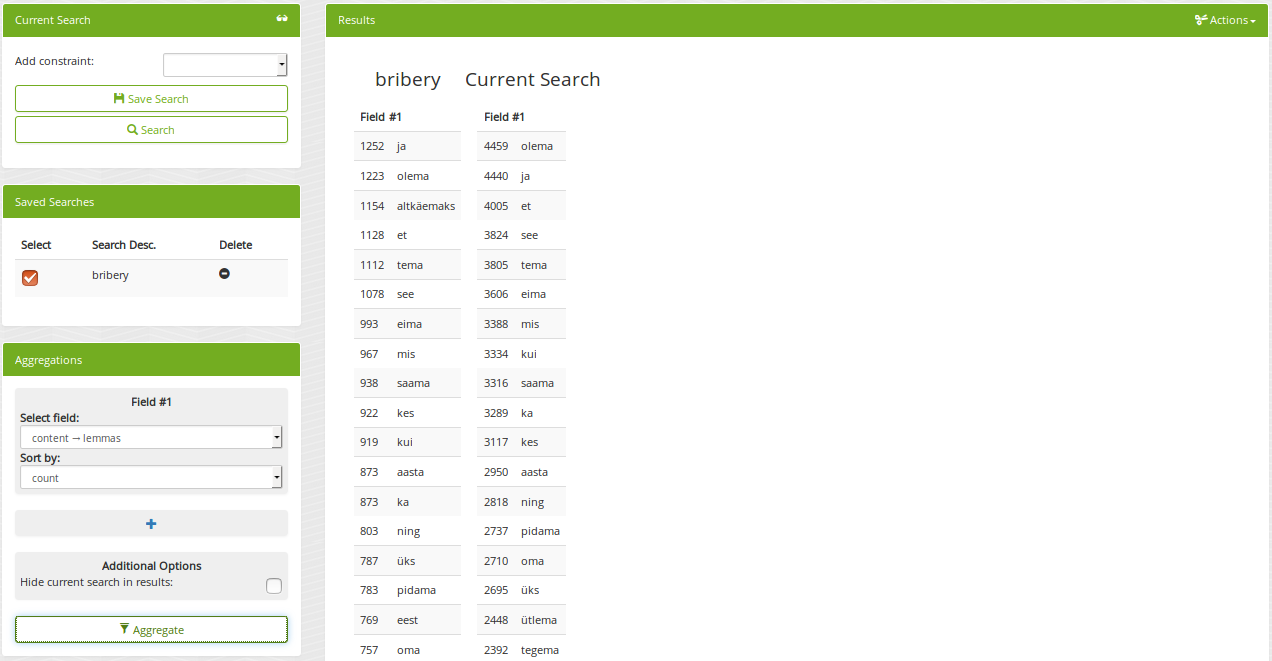 Current Search
Add constraint:
Save Search
Search
Saved Searches
Select Search Desc. Delete
bribery
Aggregations
Field #1
Select field:
content → lemmas
Sort by:
count
Additional Options
Hide current search in results:
Aggregate
Results Actions
bribery Current Search
Field #1 Field #1
1252 ja 4459 olema
1223 olema 4440 ja
1154 altkäemaks 4005 et
1128 et 3824 see
1112 tema 3805 tema
1078 see 3606 eima
993 eima 3388 mis
967 mis 3334 kui
938 saama 3316 saama
922 kes 3289 ka
919 kui 3117 kes
873 aasta 2950 aasta
873 ka 2818 ning
803 ning 2737 pidama
787 üks 2710 oma
783 pidama 2695 üks
769 eest 2448 ütlema
757 oma 2392 tegema